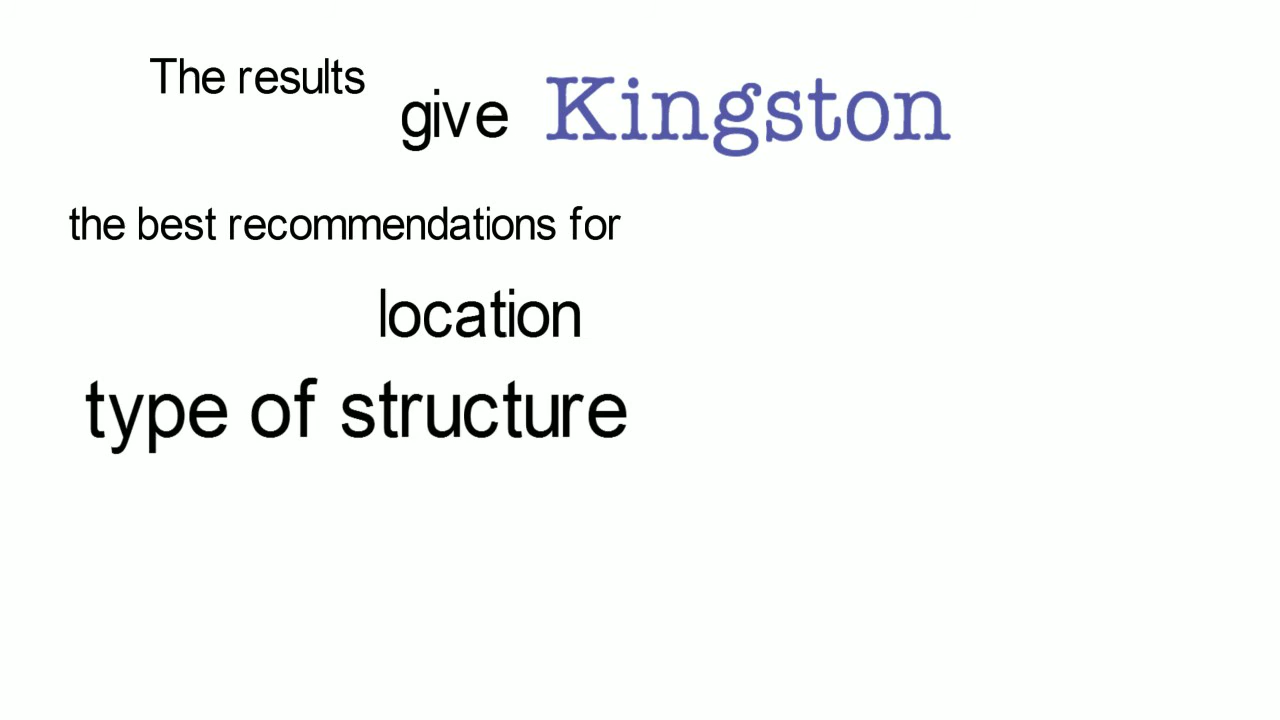 The results give Kingston
the best recommendations for
location
type of structure